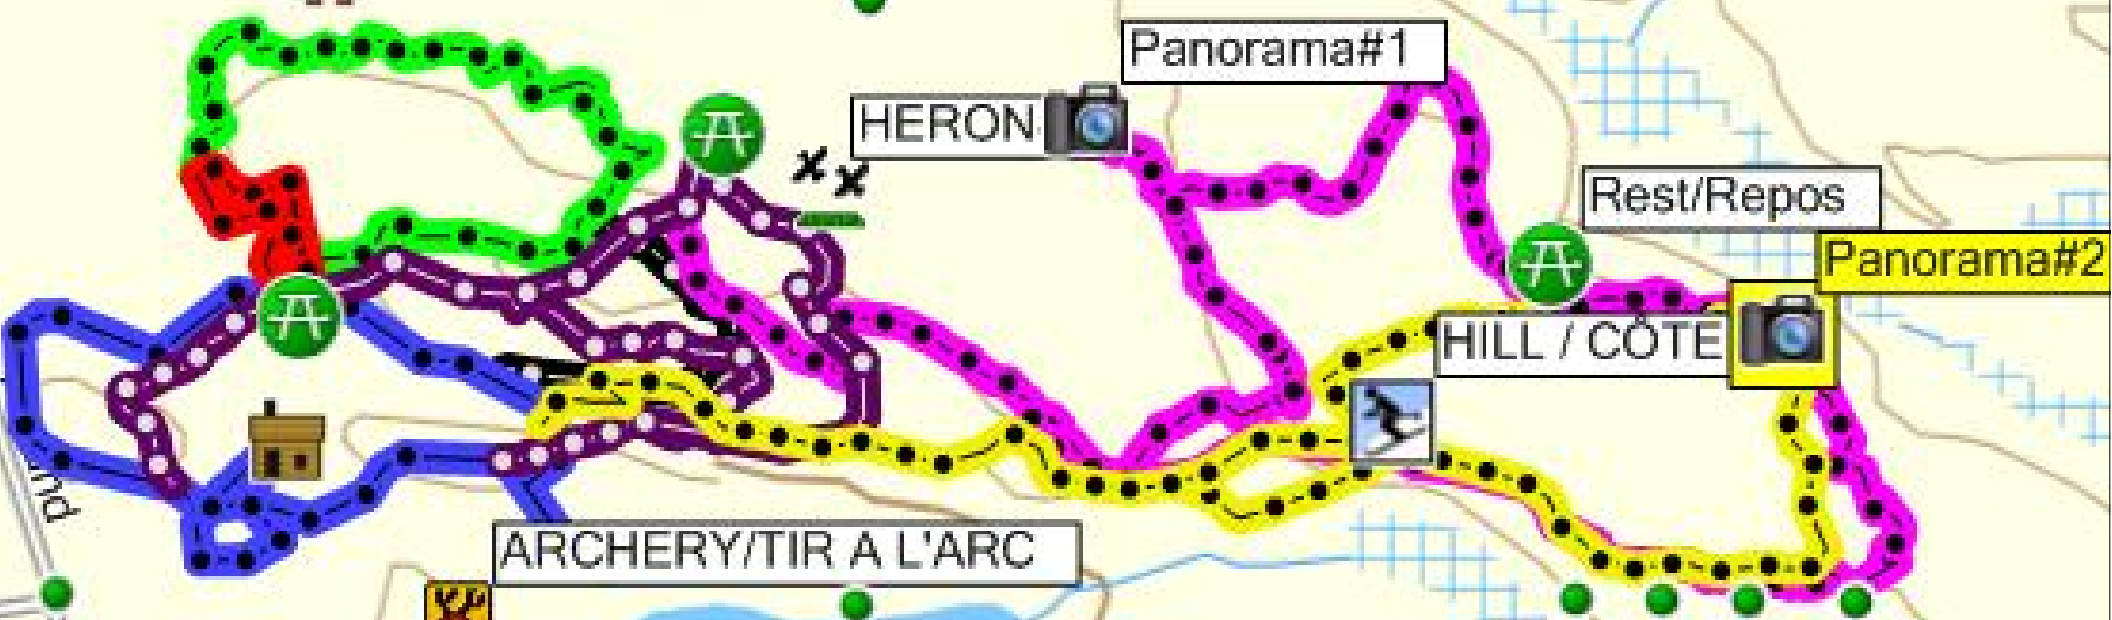 Panorama#1
HERON
Rest/Repos
Panorama#2
HILL / CÔTE
ARCHERY/TIR A L'ARC